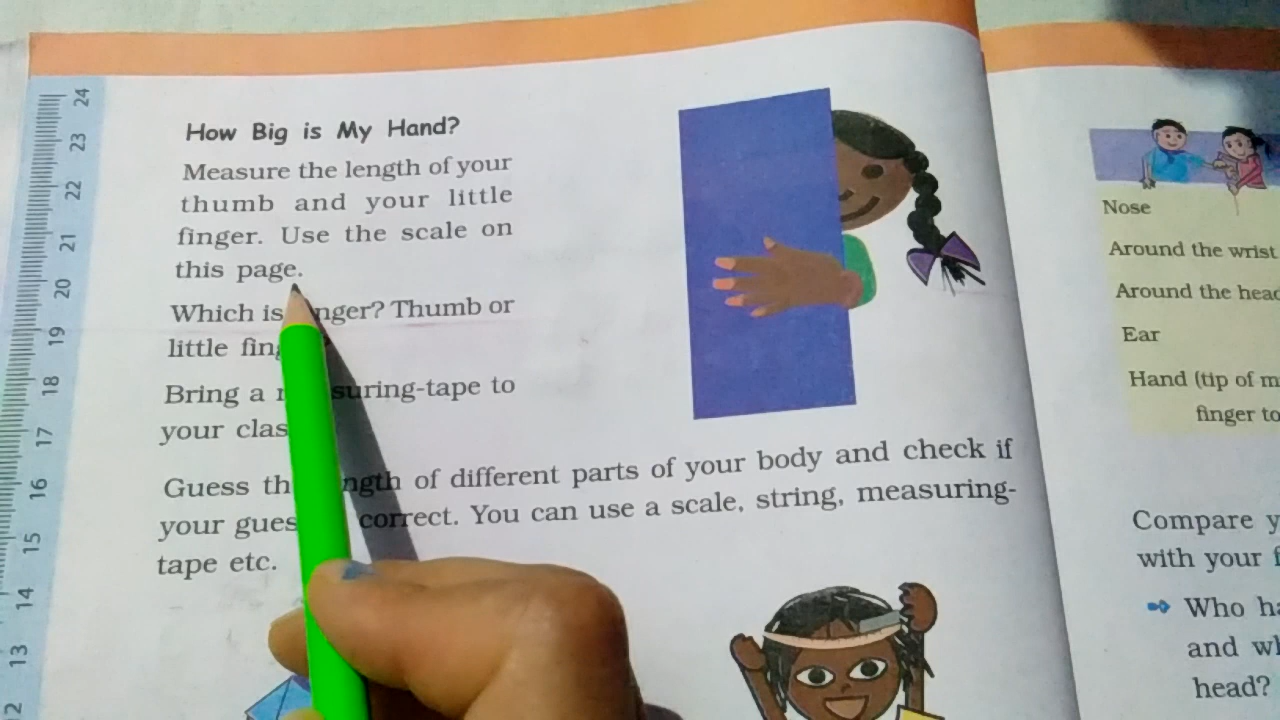 How Big is My Hand?
Measure the length of your
thumb and your little
finger. Use the scale on
this page.
Which is nger? Thumb or
little fin
Bring a suring-tape to
your clas
Guess th ngth of different parts of your body and check if
your gues correct. You can use a scale, string, measuring-
tape etc.
24
23
22
21
20
19
18
17
16
15
14
13
12
Nose
Around the wrist
Around the head
Ear
Hand (tip of m
finger to
Compare y
with your f
Who ha
and wh
head?